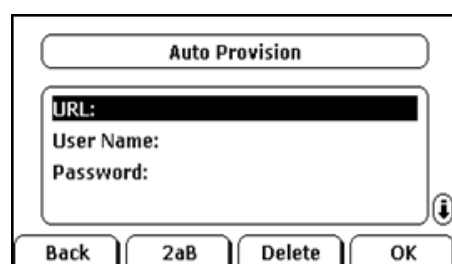 Auto Provision
URL:
User Name:
Password:
Back 2aB Delete OK